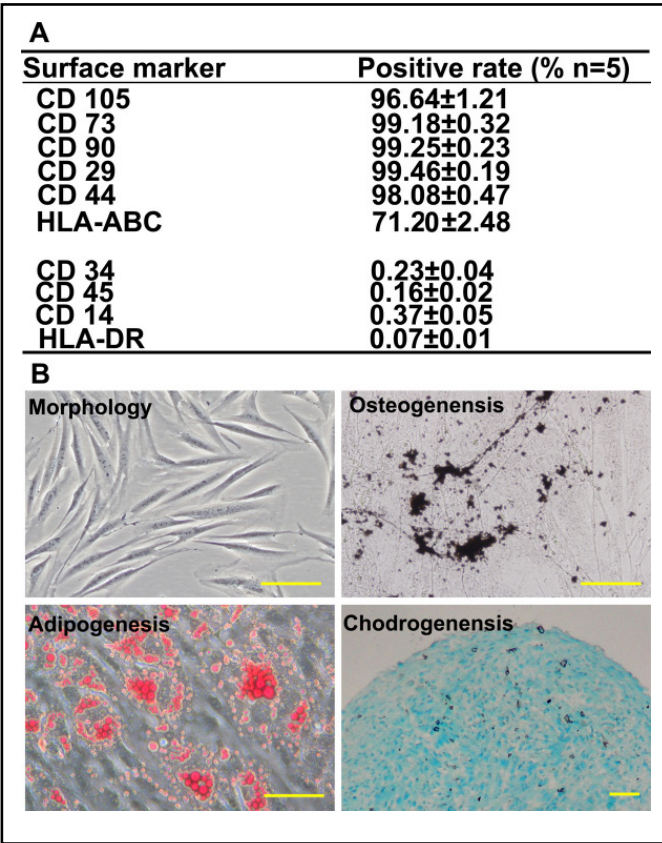 A
Surface marker Positive rate (% n=5)
CD 105 96.64±1.21
CD 73 99.18±0.32
CD 90 99.25±0.23
CD 29 99.46±0.19
CD 44 98.08±0.47
HLA-ABC 71.20±2.48
CD 34 0.23±0.04
CD 45 0.16±0.02
CD 14 0.37±0.05
HLA-DR 0.07±0.01
B
Morphology Osteogenensis
Adipogenesis Chodrogenensis